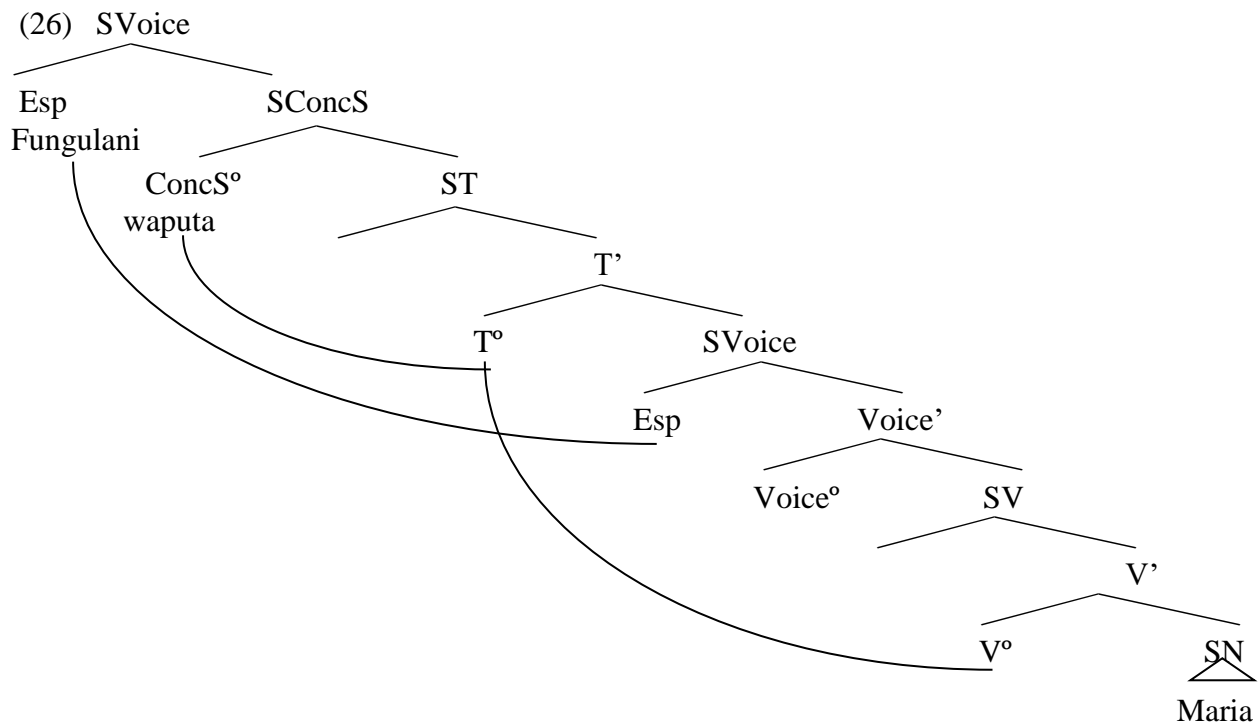 (26) SVoice
Esp SConcS
Fungulani
ConcSº ST
waputa
T’
Tº SVoice
Esp Voice’
Voiceº SV
V’
Vº SN
Maria